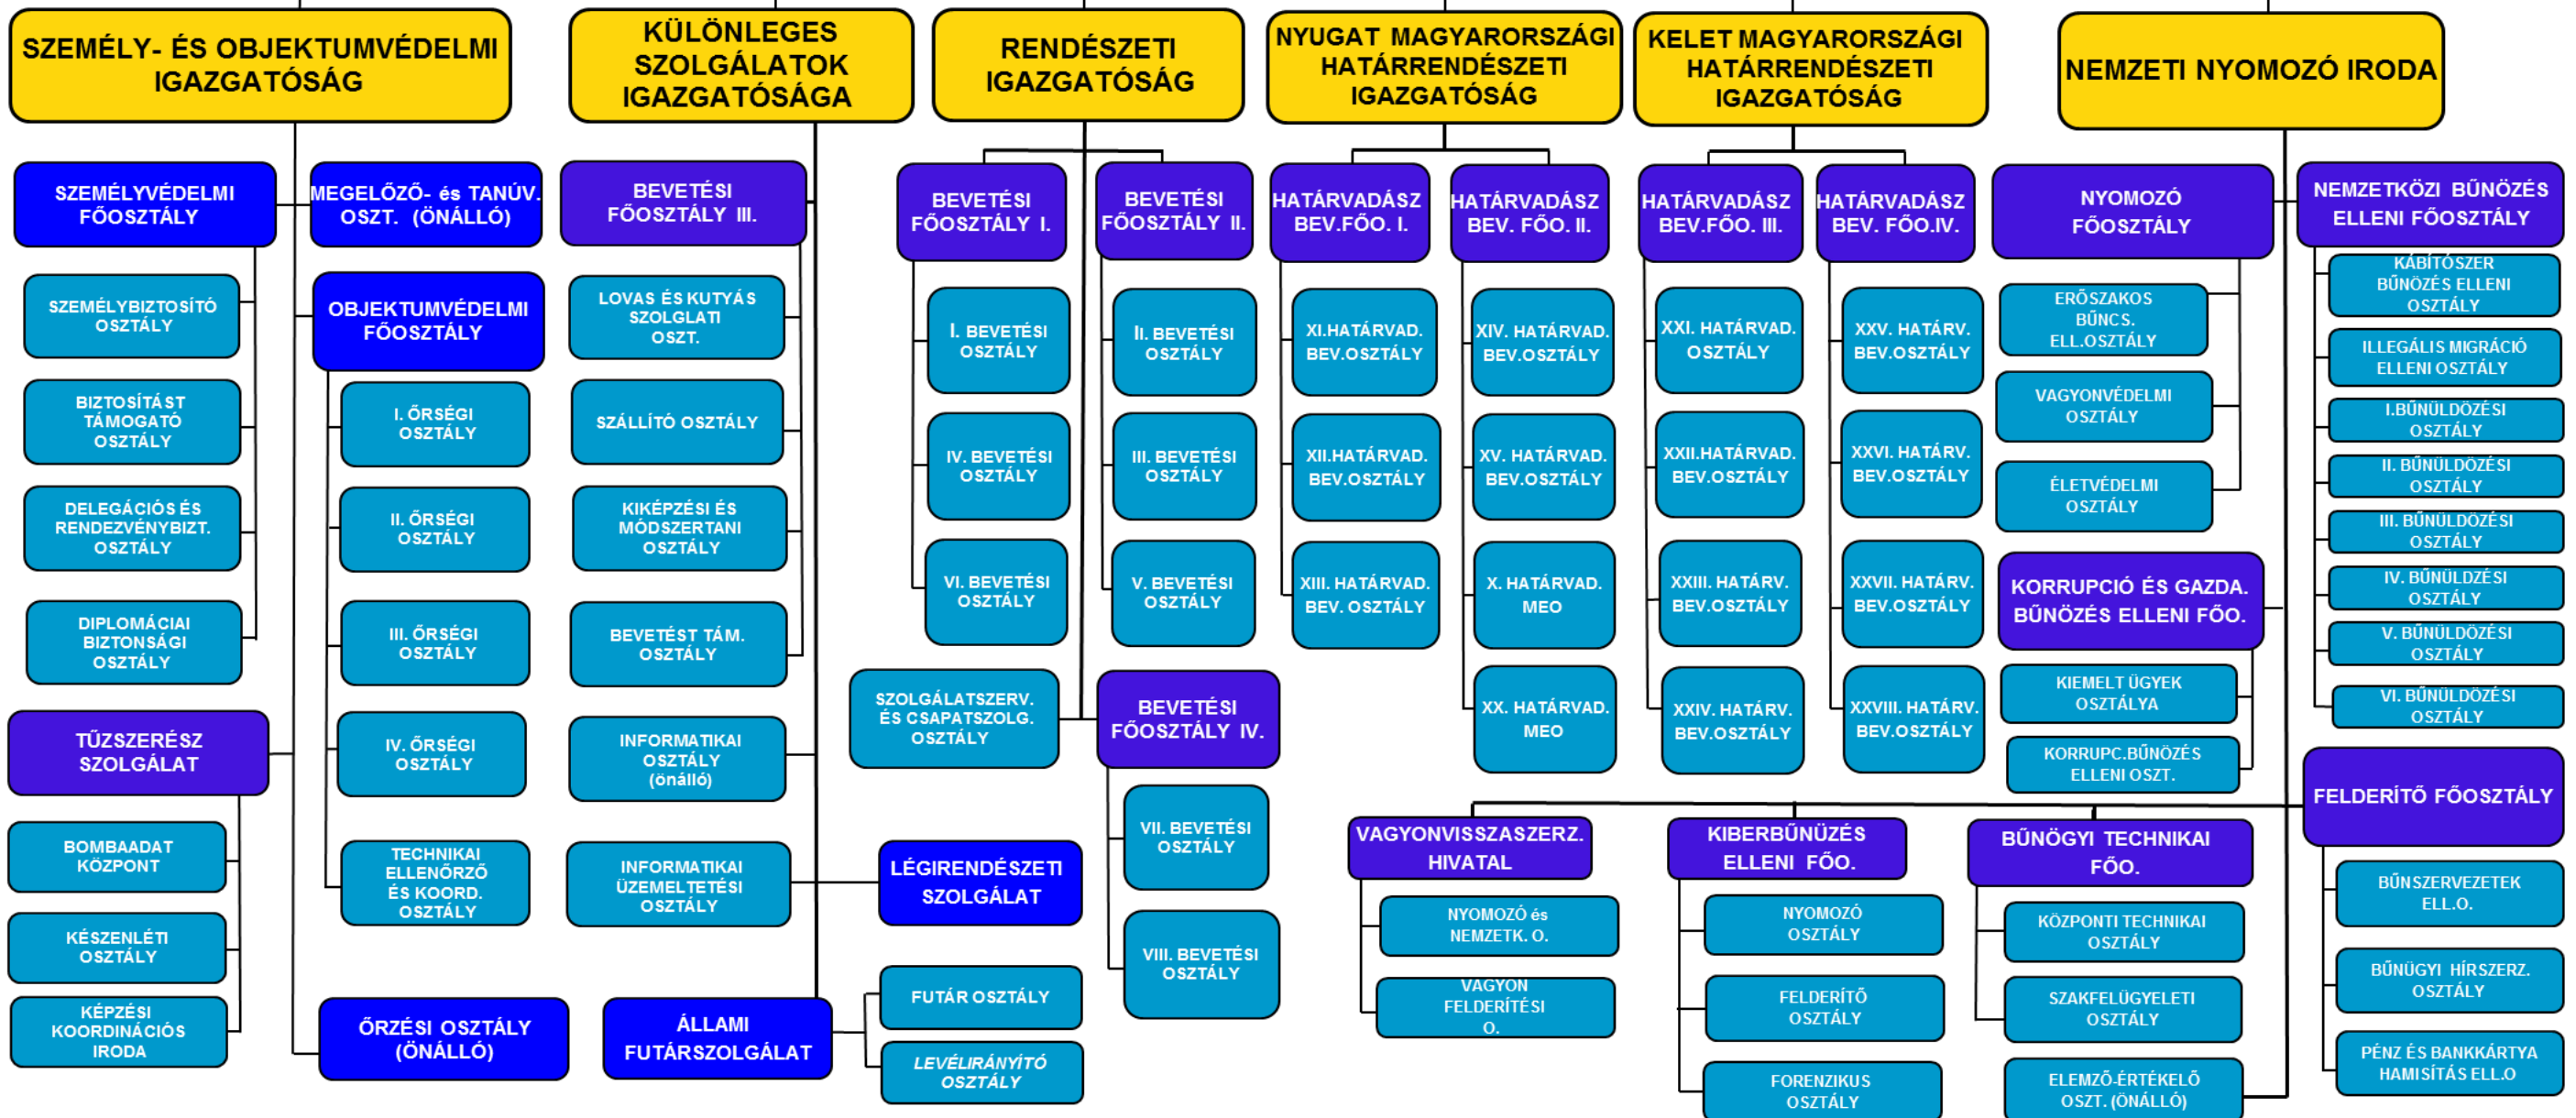 SZEMÉLY- ÉS OBJEKTUMVÉDELMI
IGAZGATÓSÁG
KÜLÖNLEGES
SZOLGÁLATOK
IGAZGATÓSÁGA
RENDÉSZETI
IGAZGATÓSÁG
NYUGAT MAGYARORSZÁGI
HATÁRRENDÉSZETI
IGAZGATÓSÁG
KELET MAGYARORSZÁGI
HATÁRRENDÉSZETI
IGAZGATÓSÁG
NEMZETI NYOMOZÓ IRODA
SZEMÉLYVÉDELMI
FŐOSZTÁLY
SZEMÉLYBIZTOSÍTÓ
OSZTÁLY
BIZTOSÍTÁST
TÁMOGATÓ
OSZTÁLY
DELEGÁCIÓS ÉS
RENDEZVÉNYBIZT.
OSZTÁLY
DIPLOMÁCIAI
BIZTONSÁGI
OSZTÁLY
TŰZSZERÉSZ
SZOLGÁLAT
BOMBAADAT
KÖZPONT
KÉSZENLÉTI
OSZTÁLY
KÉPZÉSI
KOORDINÁCIÓS
IRODA
MEGELŐZŐ- és TANÚV.
OSZT. (ÖNÁLLÓ)
OBJEKTUMVÉDELMI
FŐOSZTÁLY
I. ŐRSÉGI
OSZTÁLY
II. ŐRSÉGI
OSZTÁLY
III. ŐRSÉGI
OSZTÁLY
IV. ŐRSÉGI
OSZTÁLY
TECHNIKAI
ELLENŐRZŐ
ÉS KOORD.
OSZTÁLY
ŐRZÉSI OSZTÁLY
(ÖNÁLLÓ)
BEVETÉSI
FŐOSZTÁLY III.
LOVAS ÉS KUTYÁS
SZOLGLATI
OSZT.
SZÁLLÍTÓ OSZTÁLY
KIKÉPZÉSI ÉS
MÓDSZERTANI
OSZTÁLY
BEVETÉST TÁM.
OSZTÁLY
INFORMATIKAI
OSZTÁLY
(önálló)
INFORMATIKAI
ÜZEMELTETÉSI
OSZTÁLY
LÉGIRENDÉSZETI
SZOLGÁLAT
ÁLLAMI
FUTÁRSZOLGÁLAT
FUTÁR OSZTÁLY
LEVÉLIRÁNYÍTÓ
OSZTÁLY
BEVETÉSI
FŐOSZTÁLY I.
I. BEVETÉSI
OSZTÁLY
IV. BEVETÉSI
OSZTÁLY
VI. BEVETÉSI
OSZTÁLY
SZOLGÁLATSZERV.
ÉS CSAPATSZOLG.
OSZTÁLY
BEVETÉSI
FŐOSZTÁLY II.
II. BEVETÉSI
OSZTÁLY
III. BEVETÉSI
OSZTÁLY
V. BEVETÉSI
OSZTÁLY
BEVETÉSI
FŐOSZTÁLY IV.
VII. BEVETÉSI
OSZTÁLY
VIII. BEVETÉSI
OSZTÁLY
HATÁRVADÁSZ
BEV.FŐO. I.
XI.HATÁRVAD.
BEV.OSZTÁLY
XII.HATÁRVAD.
BEV.OSZTÁLY
XIII. HATÁRVAD.
BEV. OSZTÁLY
HATÁRVADÁSZ
BEV. FŐO. II.
XIV. HATÁRVAD.
BEV.OSZTÁLY
XV. HATÁRVAD.
BEV.OSZTÁLY
X. HATÁRVAD.
MEO
XX. HATÁRVAD.
MEO
HATÁRVADÁSZ
BEV.FŐO. III.
XXI. HATÁRVAD.
OSZTÁLY
XXII.HATÁRVAD.
BEV.OSZTÁLY
XXIII. HATÁRV.
BEV.OSZTÁLY
XXIV. HATÁRV.
BEV.OSZTÁLY
HATÁRVADÁSZ
BEV. FŐO.IV.
XXV. HATÁRV.
BEV.OSZTÁLY
XXVI. HATÁRV.
BEV.OSZTÁLY
XXVII. HATÁRV.
BEV.OSZTÁLY
XXVIII. HATÁRV.
BEV.OSZTÁLY
NYOMOZÓ
FŐOSZTÁLY
ERŐSZAKOS
BŰNCS.
ELL.OSZTÁLY
VAGYONVÉDELMI
OSZTÁLY
ÉLETVÉDELMI
OSZTÁLY
KORRUPCIÓ ÉS GAZDA.
BŰNÖZÉS ELLENI FŐO.
KIEMELT ÜGYEK
OSZTÁLYA
KORRUPC.BŰNÖZÉS
ELLENI OSZT.
NEMZETKÖZI BŰNÖZÉS
ELLENI FŐOSZTÁLY
KÁBÍTÓSZER
BŰNÖZÉS ELLENI
OSZTÁLY
ILLEGÁLIS MIGRÁCIÓ
ELLENI OSZTÁLY
I.BŰNÜLDÖZÉSI
OSZTÁLY
II. BŰNÜLDÖZÉSI
OSZTÁLY
III. BŰNÜLDÖZÉSI
OSZTÁLY
IV. BŰNÜLDZÉSI
OSZTÁLY
V. BŰNÜLDÖZÉSI
OSZTÁLY
VI. BŰNÜLDÖZÉSI
OSZTÁLY
VAGYONVISSZASZERZ.
HIVATAL
NYOMOZÓ és
NEMZETK. O.
VAGYON
FELDERÍTÉSI
O.
KIBERBŰNÜZÉS
ELLENI FŐO.
NYOMOZÓ
OSZTÁLY
FELDERÍTŐ
OSZTÁLY
FORENZIKUS
OSZTÁLY
BŰNÖGYI TECHNIKAI
FŐO.
KÖZPONTI TECHNIKAI
OSZTÁLY
SZAKFELÜGYELETI
OSZTÁLY
ELEMZŐ-ÉRTÉKELŐ
OSZT. (ÖNÁLLÓ)
FELDERÍTŐ FŐOSZTÁLY
BŰNSZERVEZETEK
ELL.O.
BŰNÜGYI HÍRSZERZ.
OSZTÁLY
PÉNZ ÉS BANKKÁRTYA
HAMISÍTÁS ELL.O